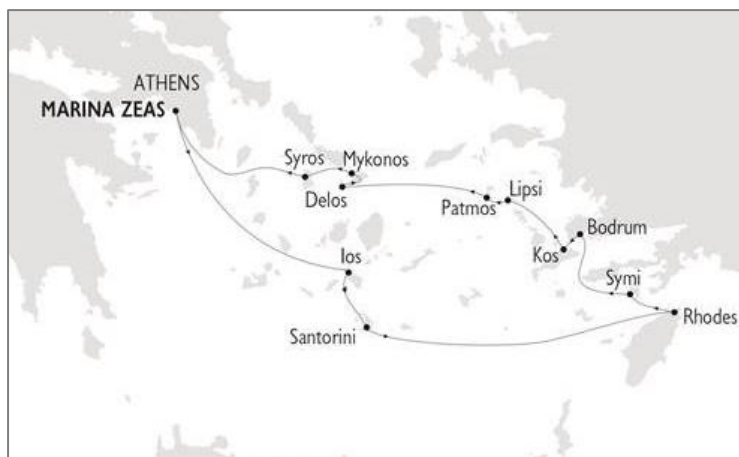 ATHENS
MARINA ZEAS
Syros
Mykonos
Delos
Patmos
Lipsi
Bodrum
Kos
Ios
Symi
Rhodes
Santorini